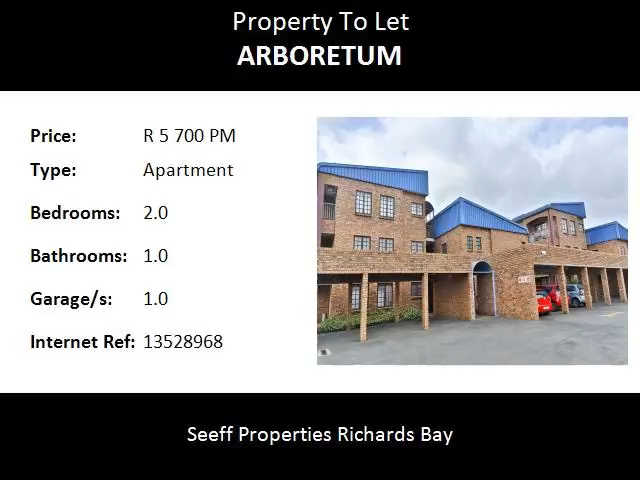 Property To Let
ARBORETUM
Price: R 5 700 PM
Type: Apartment
Bedrooms: 2.0
Bathrooms: 1.0
Garage/s: 1.0
Internet Ref: 13528968
Seeff Properties Richards Bay